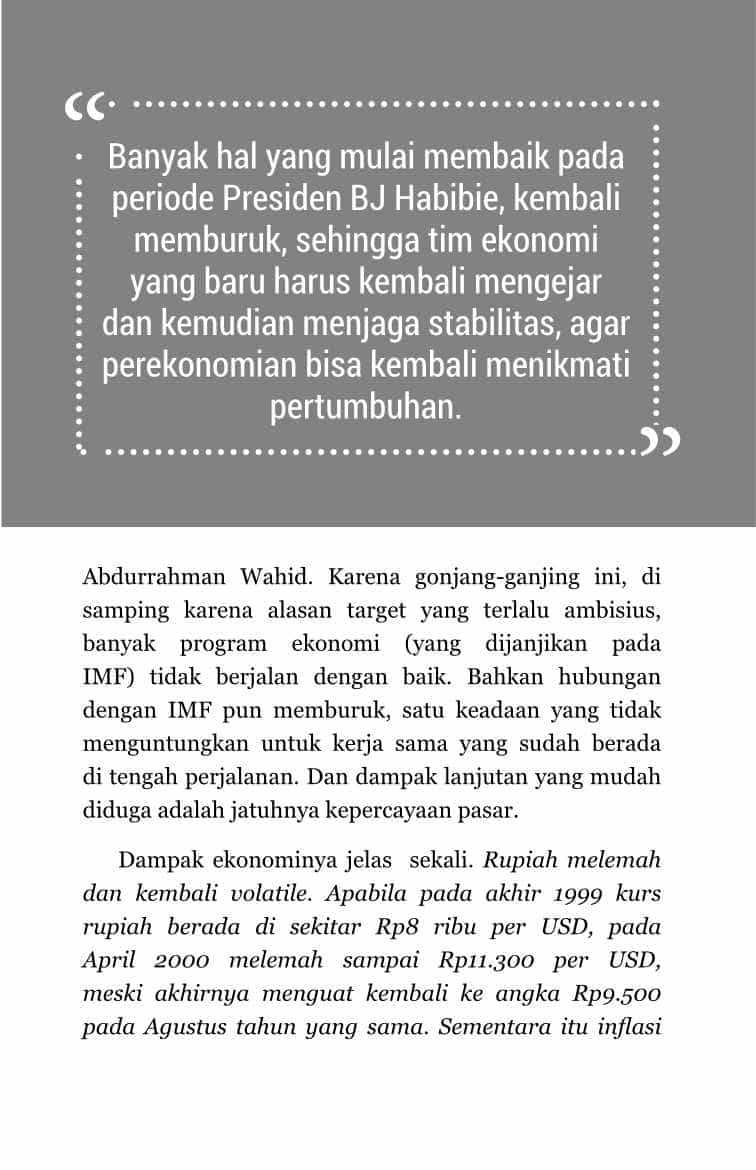 “
Banyak hal yang mulai membaik pada
periode Presiden BJ Habibie, kembali
memburuk, sehingga tim ekonomi
yang baru harus kembali mengejar
dan kemudian menjaga stabilitas, agar
perekonomian bisa kembali menikmati
pertumbuhan.
”
Abdurrahman Wahid. Karena gonjang-ganjing ini, di
samping karena alasan target yang terlalu ambisius,
banyak program ekonomi (yang dijanjikan pada
IMF) tidak berjalan dengan baik. Bahkan hubungan
dengan IMF pun memburuk, satu keadaan yang tidak
menguntungkan untuk kerja sama yang sudah berada
di tengah perjalanan. Dan dampak lanjutan yang mudah
diduga adalah jatuhnya kepercayaan pasar.
Dampak ekonominya jelas sekali. Rupiah melemah
dan kembali volatile. Apabila pada akhir 1999 kurs
rupiah berada di sekitar Rp8 ribu per USD, pada
April 2000 melemah sampai Rp11.300 per USD,
meski akhirnya menguat kembali ke angka Rp9.500
pada Agustus tahun yang sama. Sementara itu inflasi